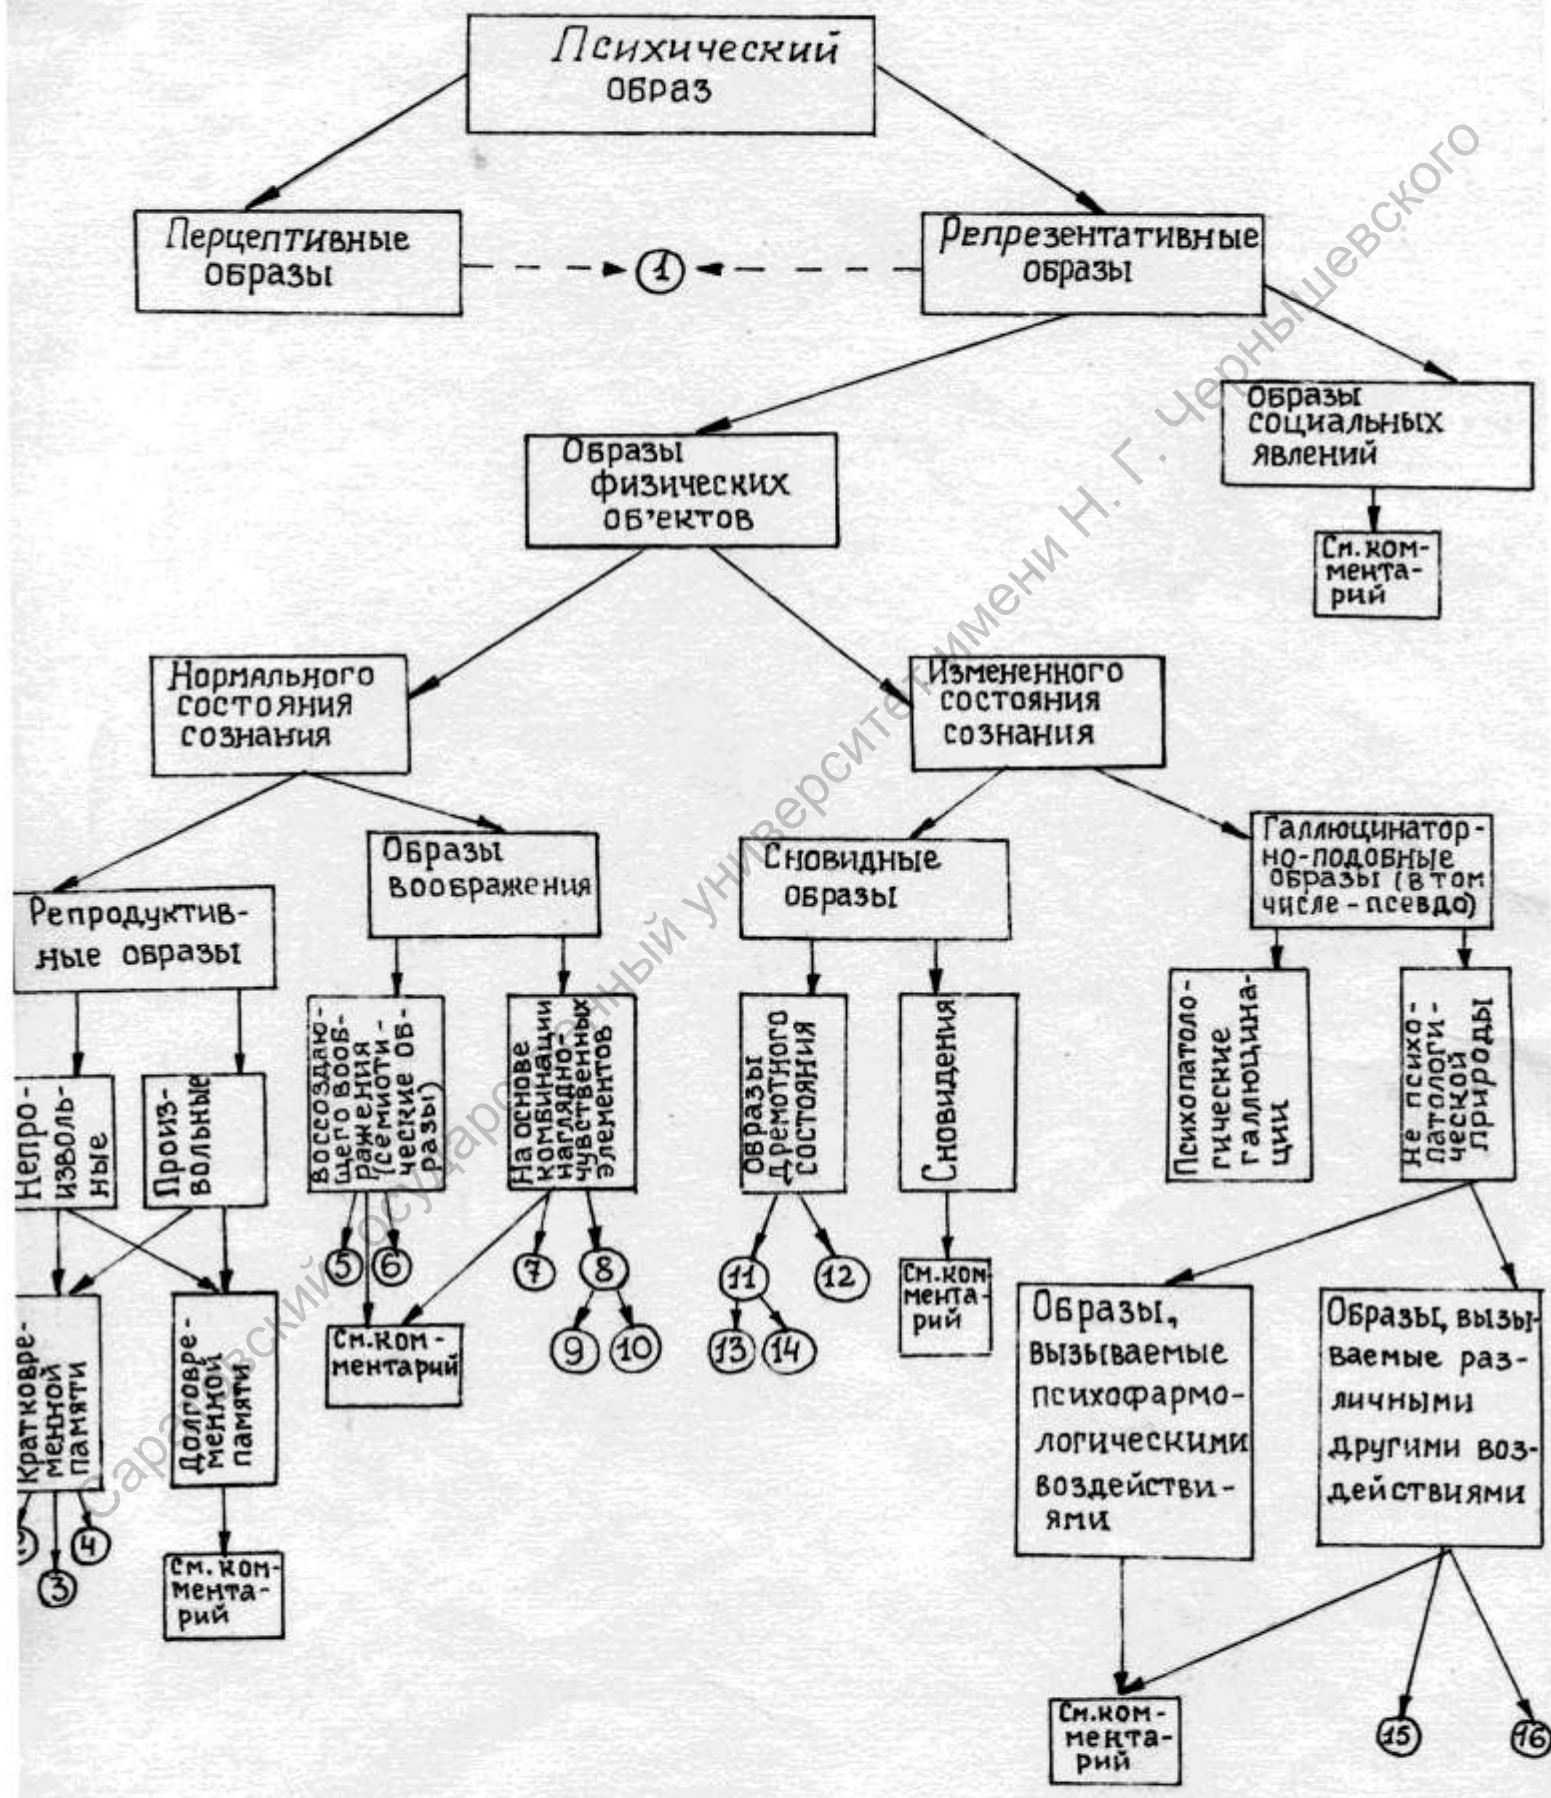 Психический
образ
Перцептивные
образы
1
Репрезентативные
образы
Образы
социальных
явлений
Образы
физических
об'ектов
См. ком-
мента-
рий
Нормального
состояния
сознания
Измененного
состояния
сознания
Репродуктив-
ные образы
Образы
воображения
Сновидные
образы
Галлюцинатор-
но-подобные
образы (в том
числе - псевдо)
Непро-
изволь-
ные
Произ-
вольные
Воссоздаю-
щего вооб-
ражения
(семиоти-
ческие об-
разы)
На основе
комбинации
наглядно-
чувственных
элементов
Образы
дремотного
состояния
Сновидения
Психопатоло-
гические
галлюцина-
ции
Не психо-
патологи-
ческой
природы
5
6
7
8
9
10
11
12
13
14
Кратковре-
менной
памяти
Долговре-
менной
памяти
См. ком-
ментарий
См. ком-
мента-
рий
Образы,
вызываемые
психофармо-
логическими
воздействи-
ями
Образы, вызы-
ваемые раз-
личными
другими воз-
действиями
2
3
4
См. ком-
мента-
рий
См. ком-
мента-
рий
15
16
Саратовский государственный университет имени Н. Г. Чернышевского